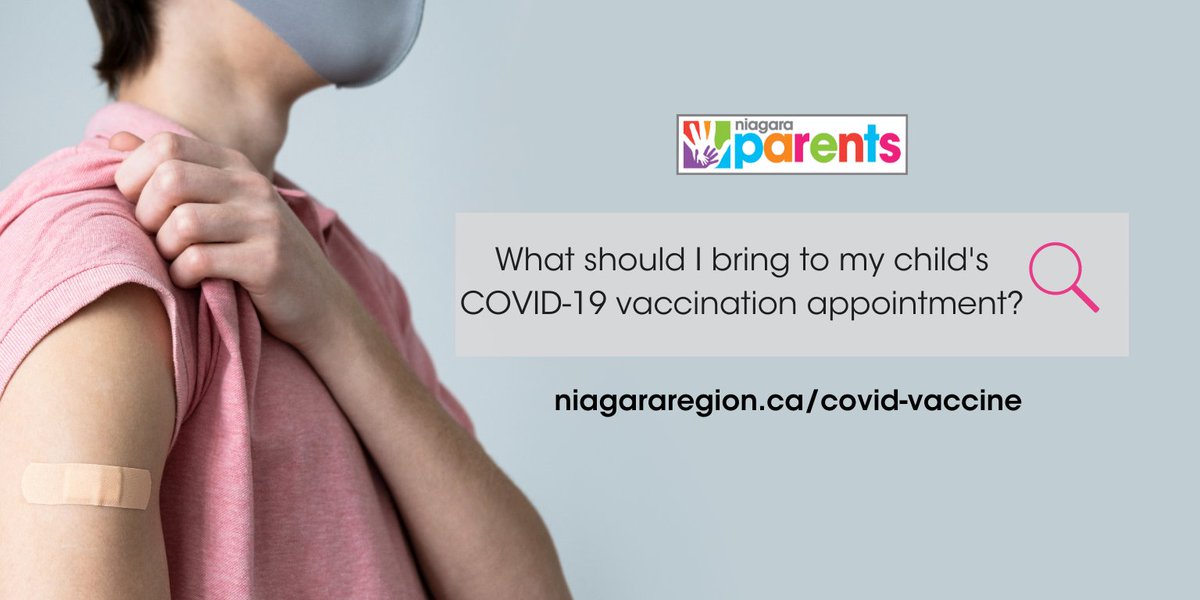 niagara
parents
What should I bring to my child's
COVID-19 vaccination appointment?
niagararegion.ca/covid-vaccine